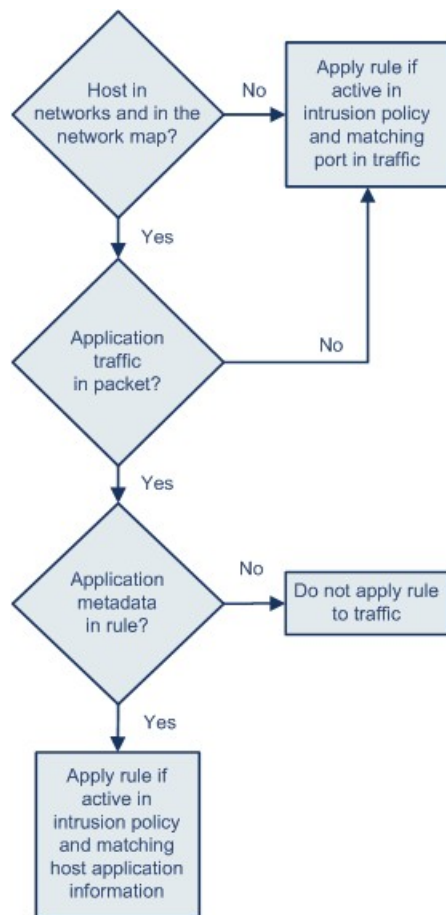 Host in
networks and in the
network map?
No
Apply rule if
active in
intrusion policy
and matching
port in traffic
Yes
Application
traffic
in packet?
No
Yes
Application
metadata
in rule?
No
Do not apply rule
to traffic
Yes
Apply rule if
active in
intrusion policy
and matching
host application
information